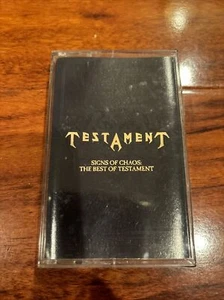 TESTAMENT
SIGNS OF CHAOS:
THE BEST OF TESTAMENT